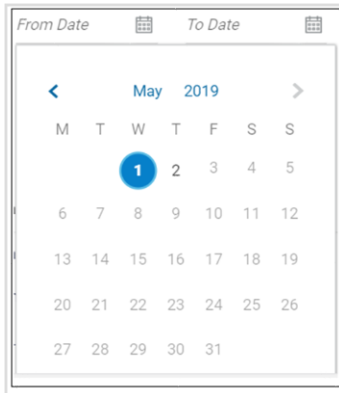 From Date To Date
May 2019
M T W T F S S
1 2 3 4 5
6 7 8 9 10 11 12
13 14 15 16 17 18 19
20 21 22 23 24 25 26
27 28 29 30 31